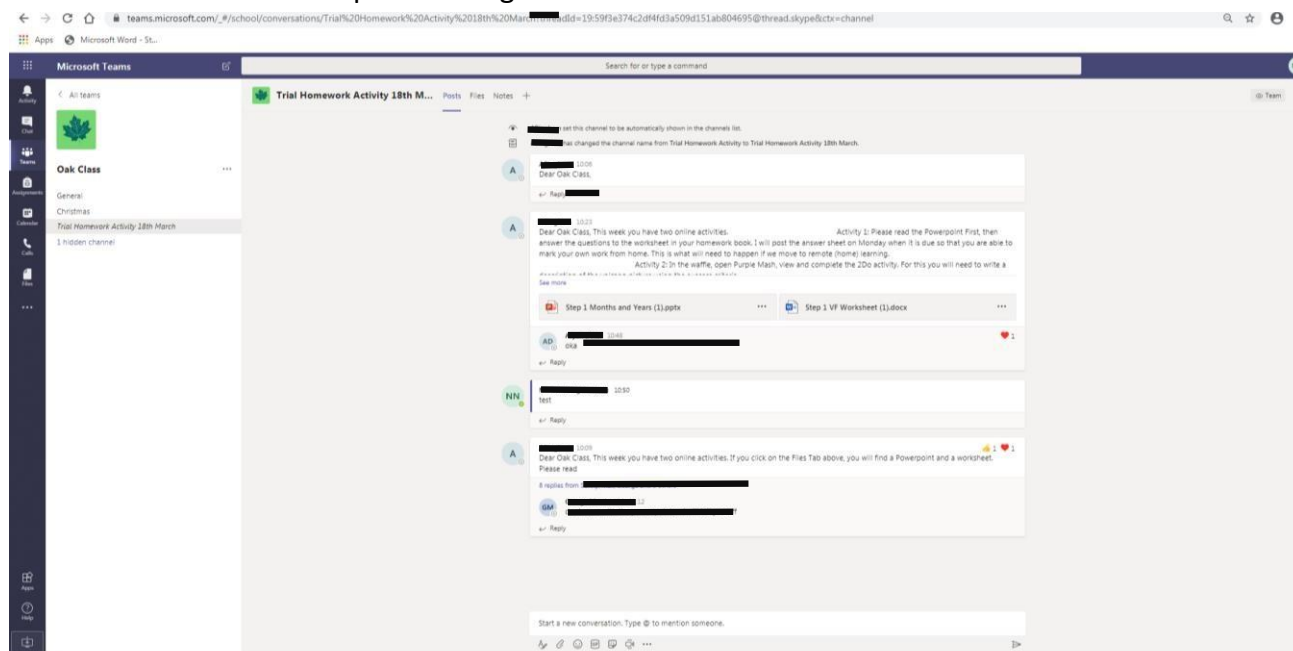 teams.microsoft.com/_#/school/conversations/Trial%20Homework%20Activity%2018th%20March
adId=19:59f3e374c2df4fd3a509d151ab804695@thread.skype&ctx=channel
Apps Microsoft Word - St...
Microsoft Teams
Search for or type a command
Activity
Chat
Teams
Assignments
Calendar
Calls
Files
All teams
Oak Class
General
Christmas
Trial Homework Activity 18th March
1 hidden channel
Trial Homework Activity 18th M... Posts Files Notes +
Team
set this channel to be automatically shown in the channels list.
has changed the channel name from Trial Homework Activity to Trial Homework Activity 18th March.
A
10:06
Dear Oak Class,
Reply
A
10:23
Dear Oak Class, This week you have two online activities. Activity 1: Please read the Powerpoint First, then
answer the questions to the worksheet in your homework book. I will post the answer sheet on Monday when it is due so that you are able to
mark your own work from home. This is what will need to happen if we move to remote (home) learning.
Activity 2: In the waffle, open Purple Mash, view and complete the 2Do activity. For this you will need to write a
See more
Step 1 Months and Years (1).pptx
Step 1 VF Worksheet (1).docx
AD
10:48
oka
1
Reply
NN
10:50
test
Reply
A
10:09
1 1
Dear Oak Class, This week you have two online activities. If you click on the Files Tab above, you will find a Powerpoint and a worksheet.
Please read
8 replies from
GM
12
Reply
Start a new conversation. Type @ to mention someone.
Apps
Help